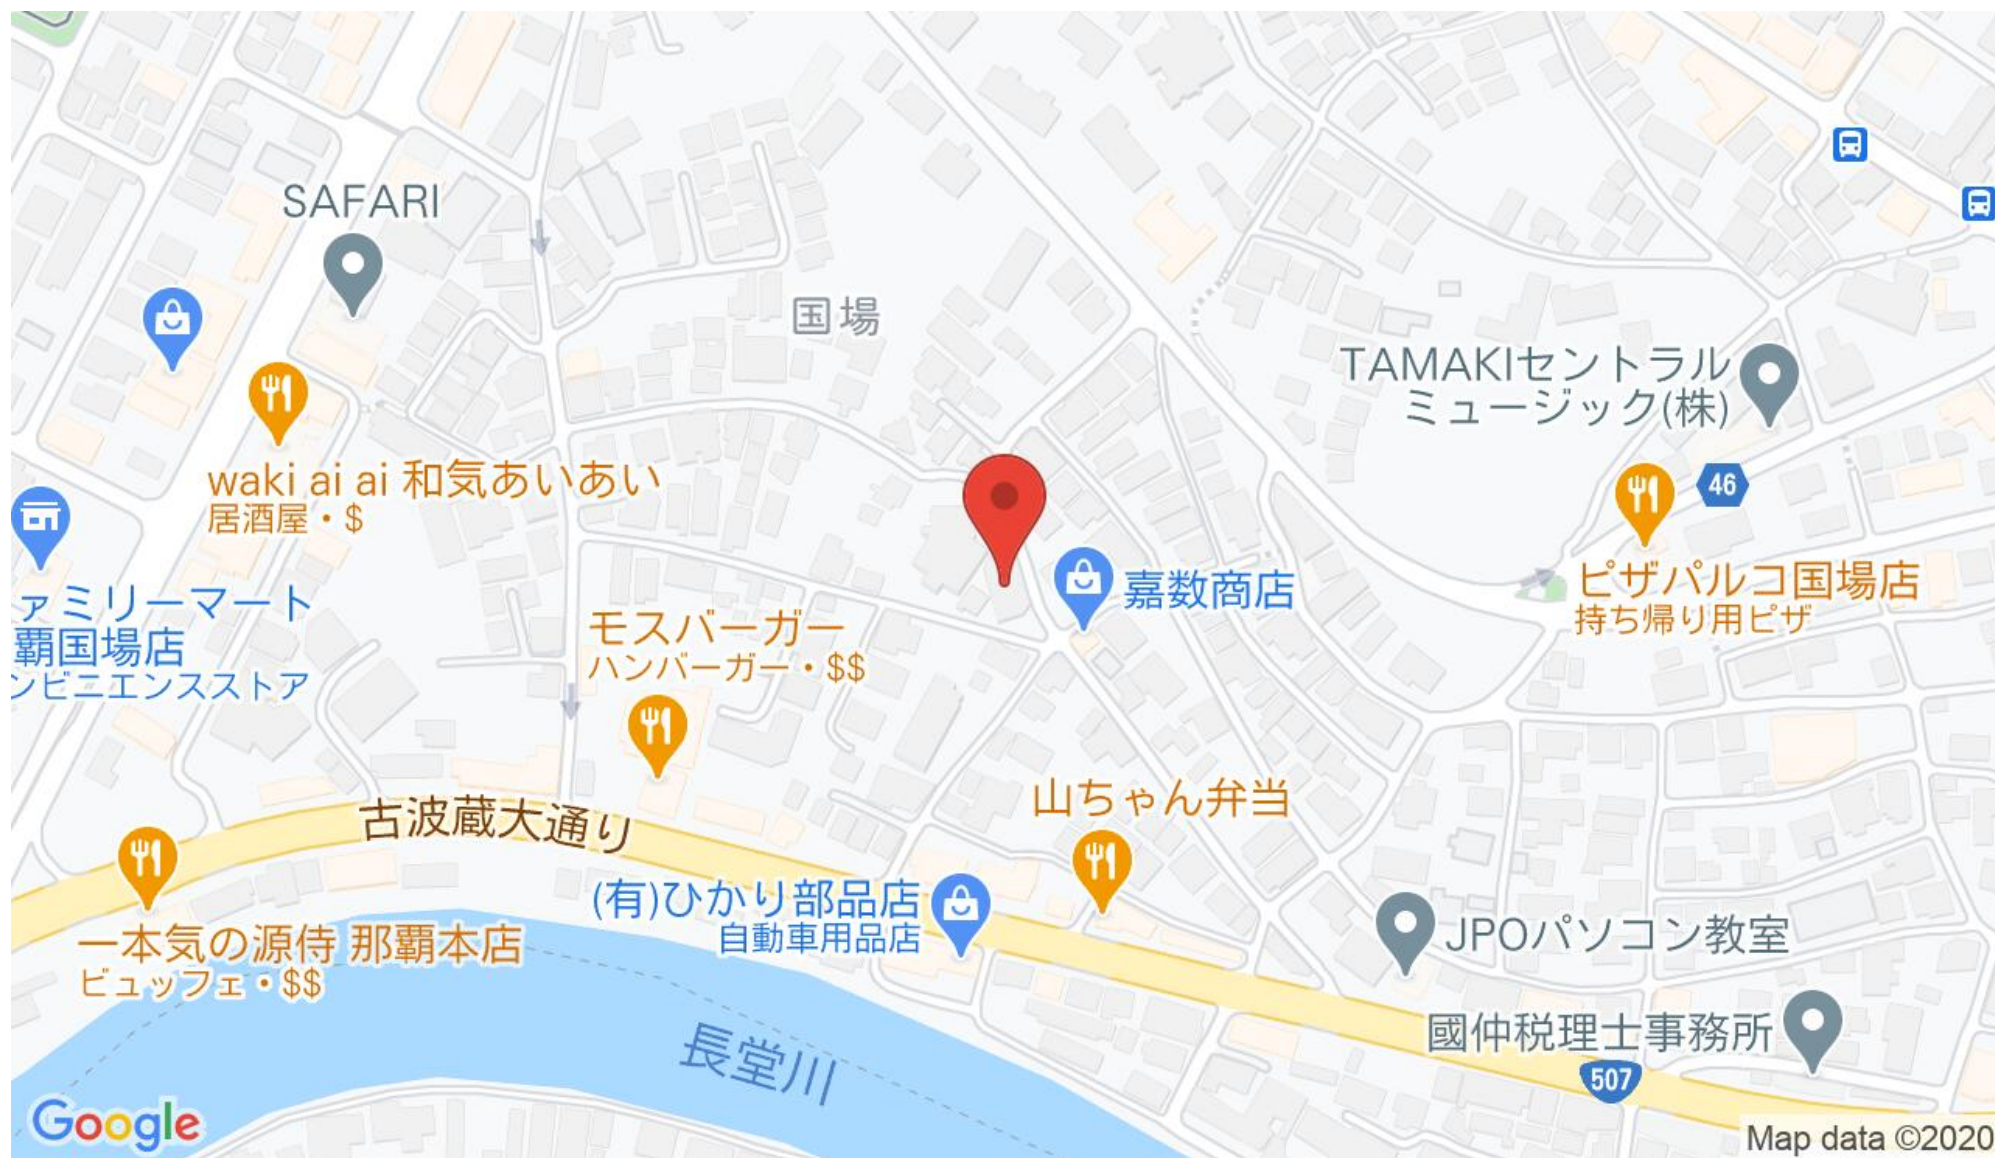 SAFARI
国場
TAMAKIセントラル
ミュージック(株)
46
waki ai ai 和気あいあい
居酒屋・$
ァミリーマート
覇国場店
ンビニエンスストア
モスバーガー
ハンバーガー・$$
嘉数商店
ピザパルコ国場店
持ち帰り用ピザ
古波蔵大通り
山ちゃん弁当
(有)ひかり部品店
自動車用品店
一本気の源侍 那覇本店
ビュッフェ・$$
JPOパソコン教室
國仲税理士事務所
長堂川
507
Google
Map data ©2020